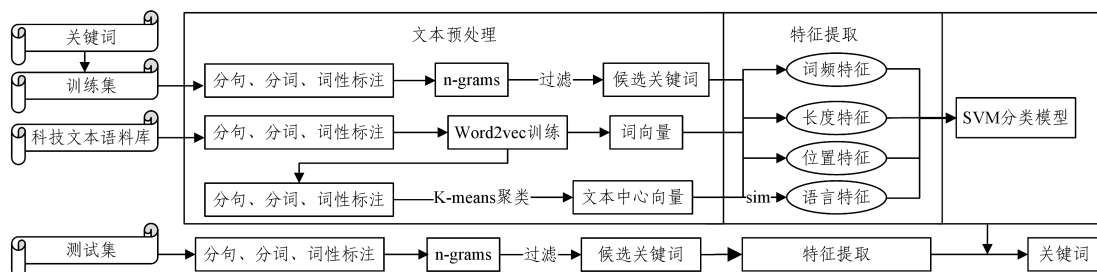 关键词
文本预处理
特征提取
训练集
分句、分词、词性标注
n-grams
过滤
候选关键词
词频特征
科技文本语料库
分句、分词、词性标注
Word2vec训练
词向量
长度特征
SVM分类模型
位置特征
分句、分词、词性标注
K-means聚类
文本中心向量
sim
语言特征
测试集
分句、分词、词性标注
n-grams
过滤
候选关键词
特征提取
关键词